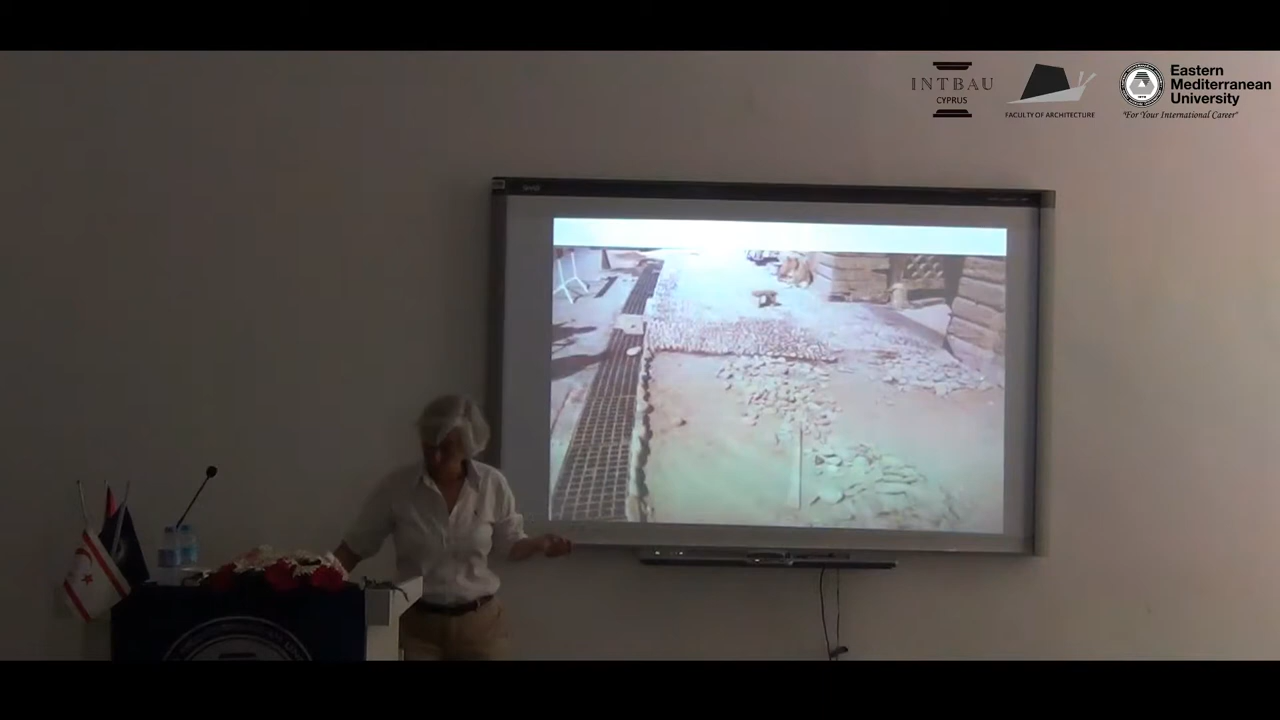 INTBAU
CYPRUS
FACULTY OF ARCHITECTURE
Eastern
Mediterranean
University
"For Your International Career"